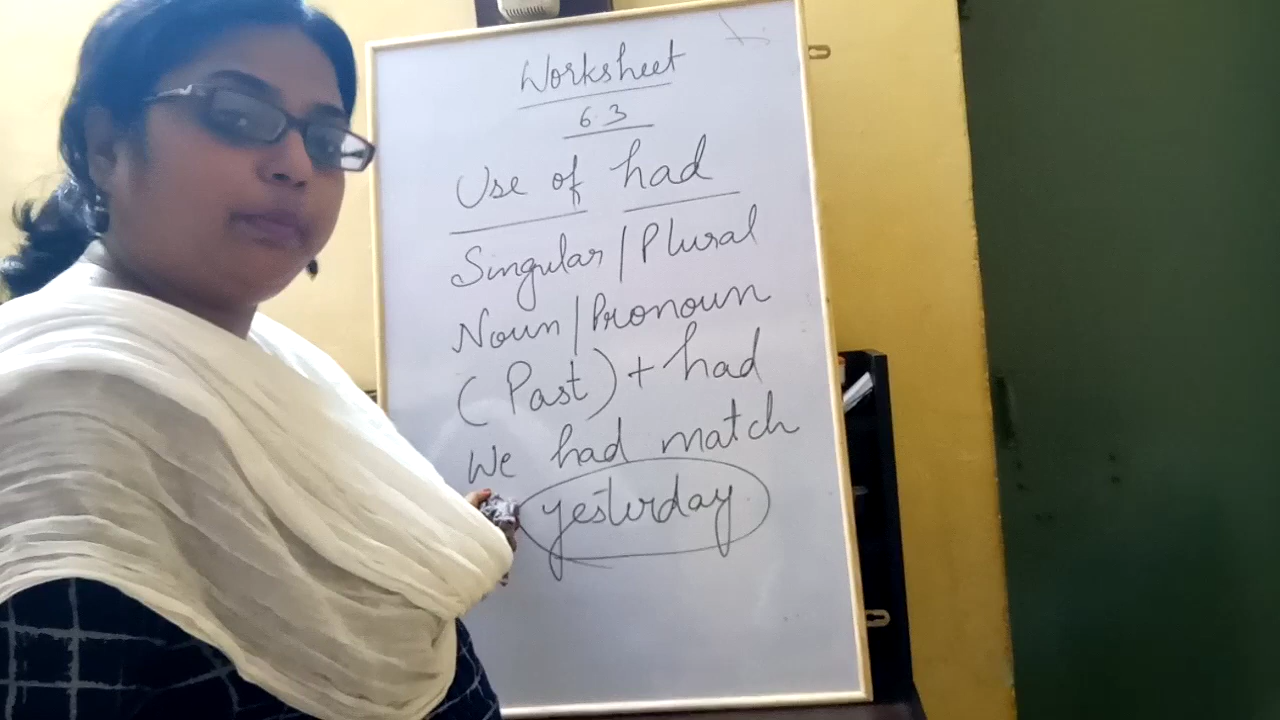 Worksheet
6.3
Use of had
Singular/Plural
Noun/Pronoun
(Past) + had
We had match
yesterday